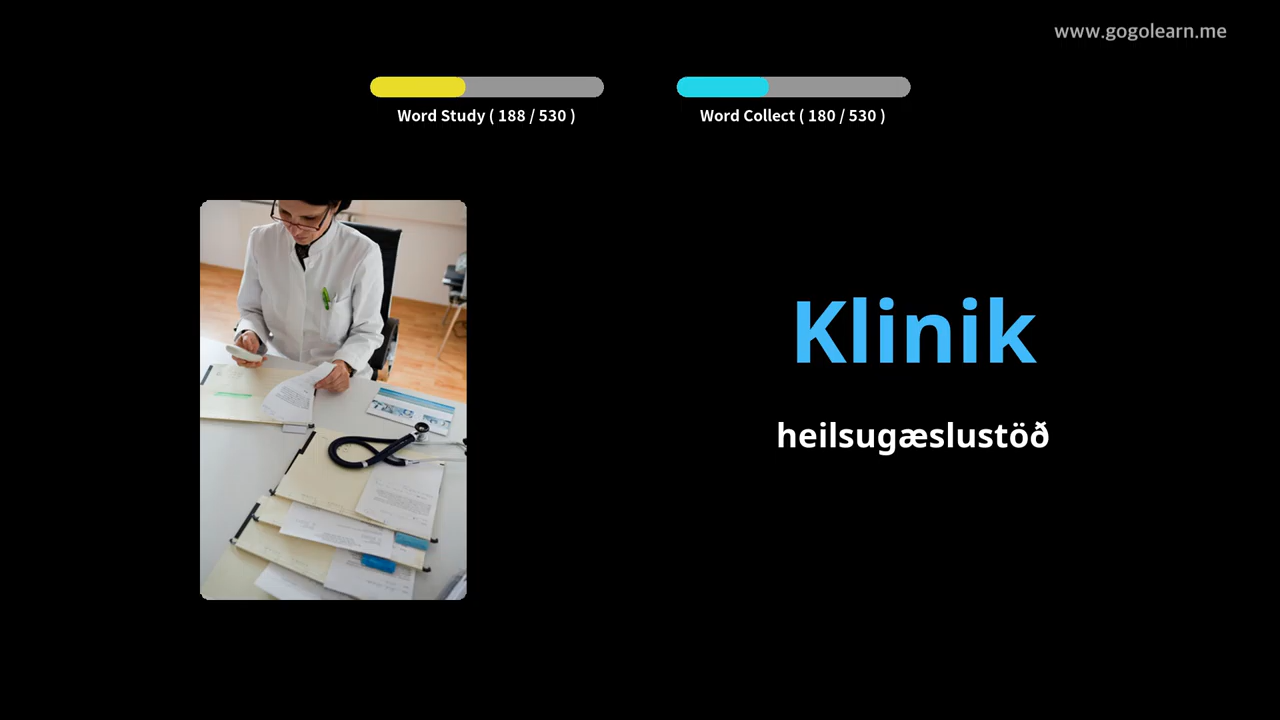 www.gogolearn.me
Word Study ( 188 / 530 )
Word Collect ( 180 / 530 )
Klinik
heilsugæslustöð